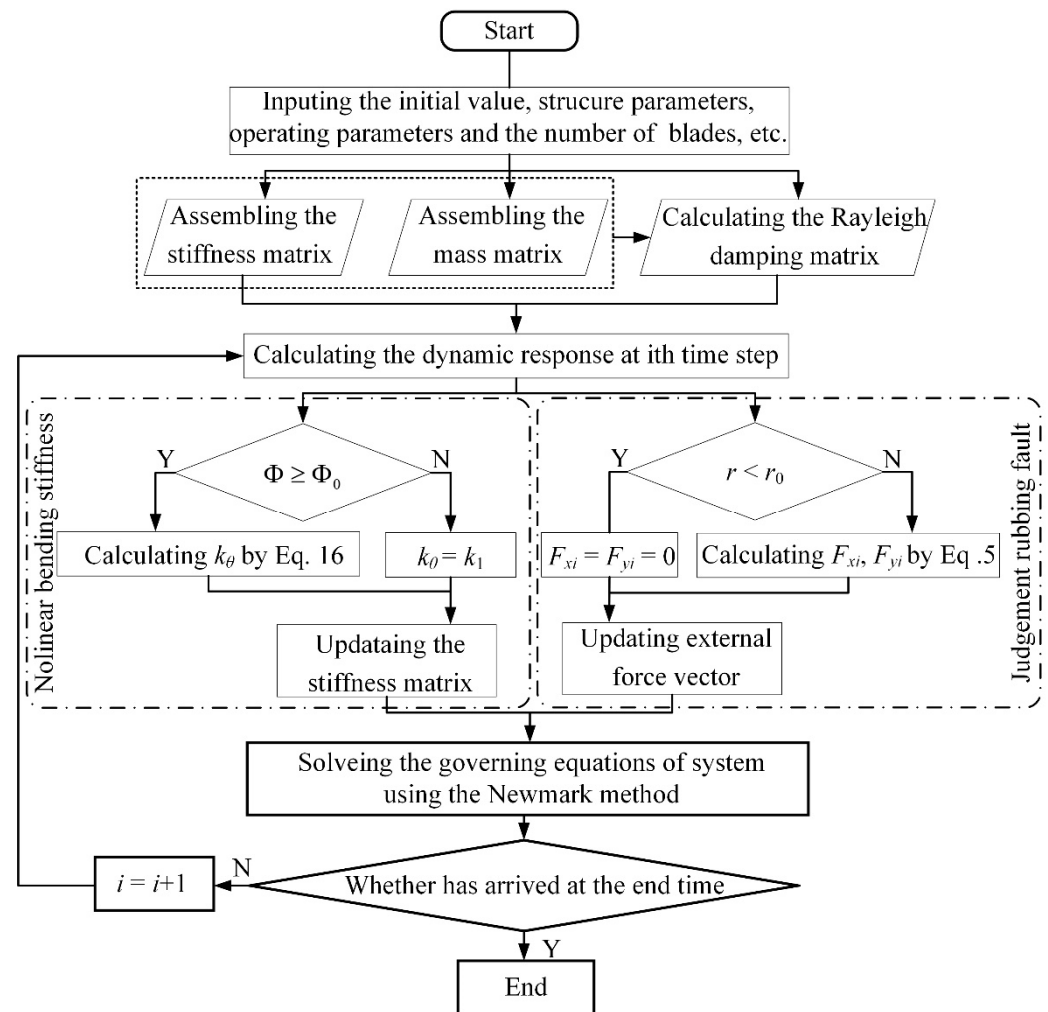 Start
Inputing the initial value, strucure parameters,
operating parameters and the number of blades, etc.
Assembling the
stiffness matrix
Assembling the
mass matrix
Calculating the Rayleigh
damping matrix
Calculating the dynamic response at ith time step
Nolinear bending stiffness
Y
Φ ≥ Φ₀
N
Calculating kθ by Eq. 16
k₀ = k₁
Updataing the
stiffness matrix
Y
r < r₀
N
Fxi = Fyi = 0
Calculating Fxi, Fyi by Eq .5
Updating external
force vector
Judgement rubbing fault
Solveing the governing equations of system
using the Newmark method
Whether has arrived at the end time
N
i = i+1
Y
End